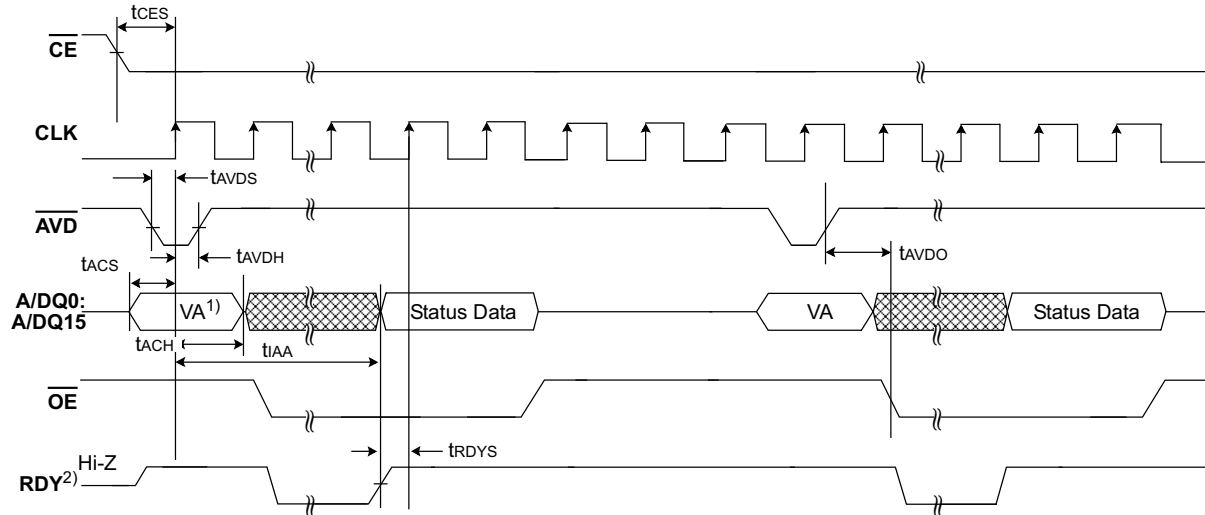 tCES
CE
CLK
tAVDS
AVD
tAVDH
tAVDO
tACS
A/DQ0:
A/DQ15
VA1)
Status Data
VA
Status Data
tACH
tIAA
OE
tRDYS
Hi-Z
RDY2)